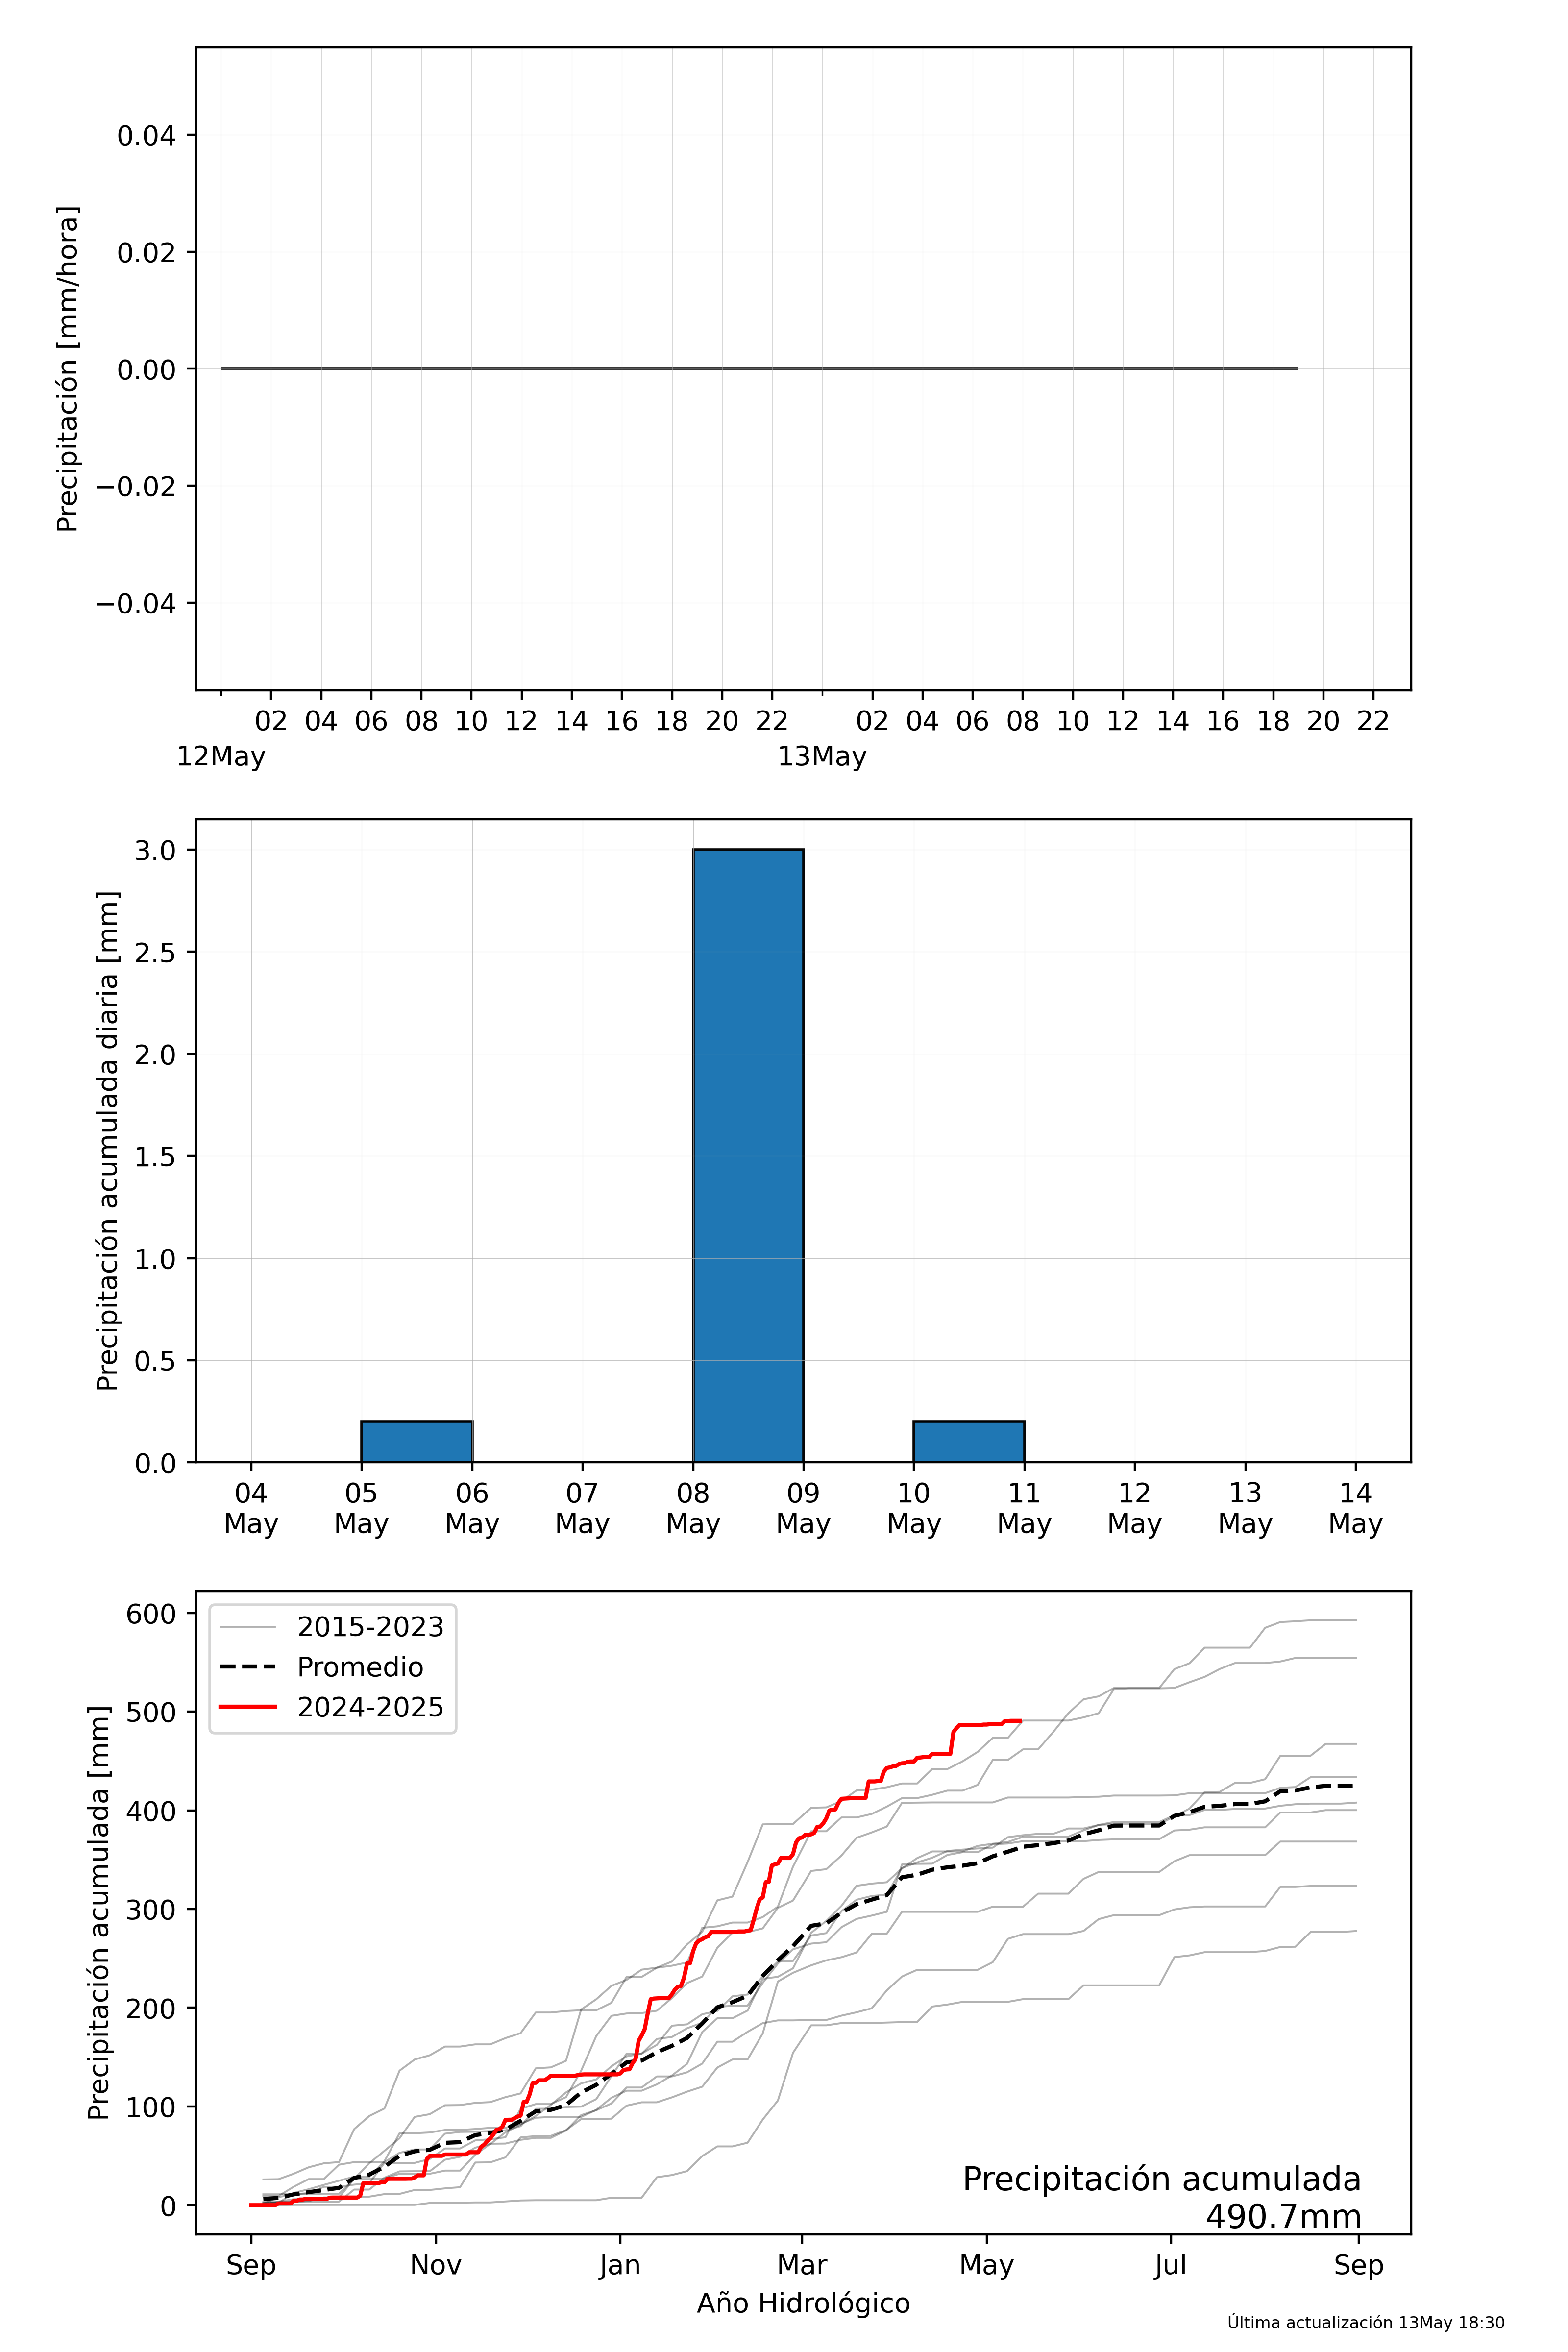 Precipitación [mm/hora]
0.04
0.02
0.00
−0.02
−0.04
02 04 06 08 10 12 14 16 18 20 22 02 04 06 08 10 12 14 16 18 20 22
12May 13May
Precipitación acumulada diaria [mm]
3.0
2.5
2.0
1.5
1.0
0.5
0.0
04 05 06 07 08 09 10 11 12 13 14
May May May May May May May May May May May
Precipitación acumulada [mm]
600
500
400
300
200
100
0
2015-2023
Promedio
2024-2025
Precipitación acumulada
490.7mm
Sep Nov Jan Mar May Jul Sep
Año Hidrológico
Última actualización 13May 18:30